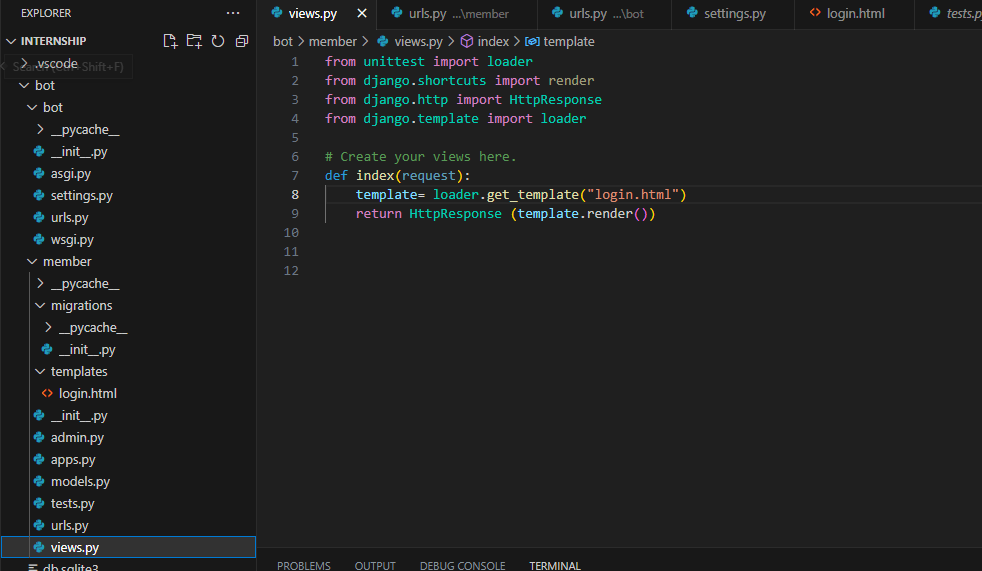 EXPLORER ...
INTERNSHIP
.vscode
Search (Ctrl+Shift+F)
bot
bot
__pycache__
__init__.py
asgi.py
settings.py
urls.py
wsgi.py
member
__pycache__
migrations
__pycache__
__init__.py
templates
login.html
__init__.py
admin.py
apps.py
models.py
tests.py
urls.py
views.py
db.sqlite3
views.py urls.py ...\member urls.py ...\bot settings.py login.html tests.p
bot > member > views.py > index > template
1 from unittest import loader
2 from django.shortcuts import render
3 from django.http import HttpResponse
4 from django.template import loader
5
6 # Create your views here.
7 def index(request):
8 template= loader.get_template("login.html")
9 return HttpResponse (template.render())
10
11
12
PROBLEMS OUTPUT DEBUG CONSOLE TERMINAL